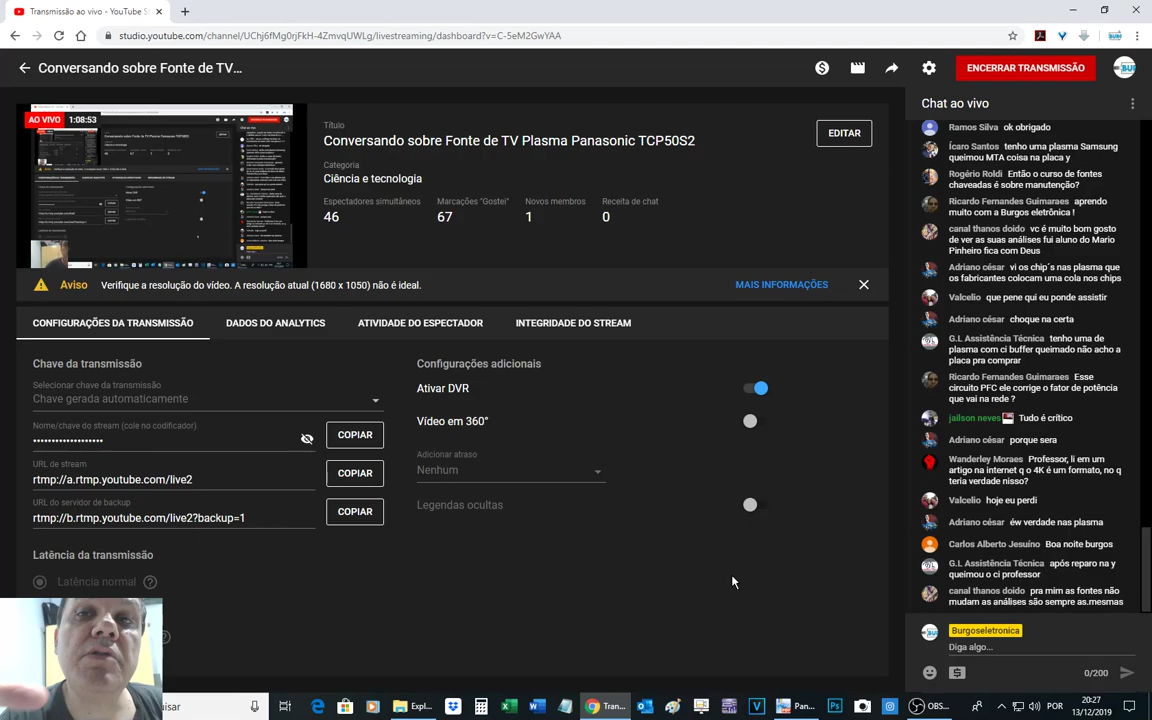 Transmissão ao vivo - YouTube S
studio.youtube.com/channel/UChj6fMg0rjFkH-4ZmvqUWLg/livestreaming/dashboard?v=C-5eM2GwYAA
Conversando sobre Fonte de TV...
ENCERRAR TRANSMISSÃO
AO VIVO 1:08:53
Título
Conversando sobre Fonte de TV Plasma Panasonic TCP50S2
EDITAR
Categoria
Ciência e tecnologia
Espectadores simultâneos
46
Marcações "Gostei"
67
Novos membros
1
Receita de chat
0
Aviso Verifique a resolução do vídeo. A resolução atual (1680 x 1050) não é ideal.
MAIS INFORMAÇÕES
CONFIGURAÇÕES DA TRANSMISSÃO
DADOS DO ANALYTICS
ATIVIDADE DO ESPECTADOR
INTEGRIDADE DO STREAM
Chave da transmissão
Selecionar chave da transmissão
Chave gerada automaticamente
Nome/chave do stream (cole no codificador)
•••••••••••••••••••
COPIAR
URL de stream
rtmp://a.rtmp.youtube.com/live2
COPIAR
URL do servidor de backup
rtmp://b.rtmp.youtube.com/live2?backup=1
COPIAR
Latência da transmissão
Latência normal
Configurações adicionais
Ativar DVR
Vídeo em 360°
Adicionar atraso
Nenhum
Legendas ocultas
Chat ao vivo
Ramos Silva ok obrigado
Ícaro Santos tenho uma plasma Samsung
queimou MTA coisa na placa y
Rogério Roldi Então o curso de fontes
chaveadas é sobre manutenção?
Ricardo Fernandes Guimaraes aprendo
muito com a Burgos eletrônica !
canal thanos doido vc é muito bom gosto
de ver as suas análises fui aluno do Mario
Pinheiro fica com Deus
Adriano césar vi os chip´s nas plasma que
os fabricantes colocam uma cola nos chips
Valcelio que pene qui eu ponde assistir
Adriano césar choque na certa
G.L Assistência Técnica tenho uma de
plasma com ci buffer queimado não acho a
placa pra comprar
Ricardo Fernandes Guimaraes Esse
circuito PFC ele corrige o fator de potência
que vai na rede ?
jailson neves Tudo é crítico
Adriano césar porque sera
Wanderley Moraes Professor, li em um
artigo na internet q o 4K é um formato, no q
teria verdade nisso?
Valcelio hoje eu perdi
Adriano césar éw verdade nas plasma
Carlos Alberto Jesuíno Boa noite burgos
G.L Assistência Técnica após reparo na y
queimou o ci professor
canal thanos doido pra mim as fontes não
mudam as análises são sempre as.mesmas
Burgoseletronica
Diga algo...
0/200
uisar
Expl...
Tran...
Pan...
OBS...
POR
20:27
13/12/2019